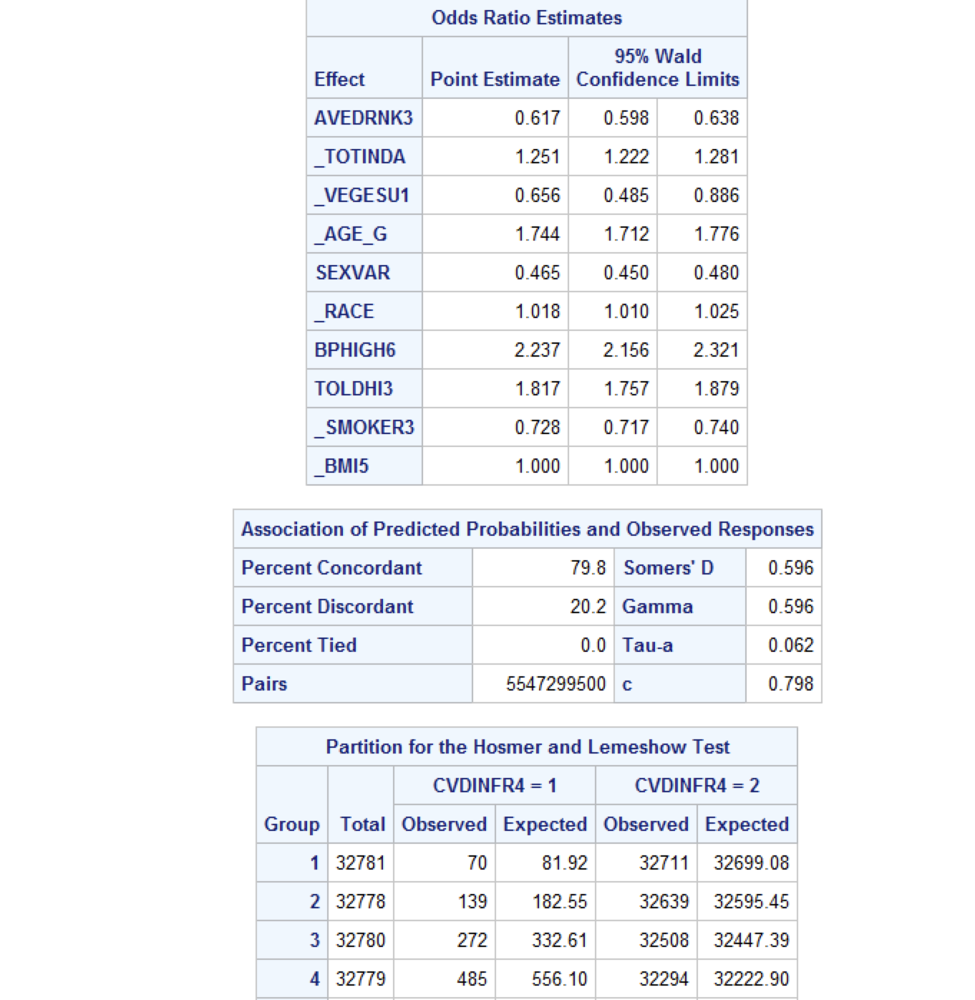 Odds Ratio Estimates
Effect Point Estimate 95% Wald Confidence Limits
AVEDRNK3 0.617 0.598 0.638
_TOTINDA 1.251 1.222 1.281
_VEGESU1 0.656 0.485 0.886
_AGE_G 1.744 1.712 1.776
SEXVAR 0.465 0.450 0.480
_RACE 1.018 1.010 1.025
BPHIGH6 2.237 2.156 2.321
TOLDHI3 1.817 1.757 1.879
_SMOKER3 0.728 0.717 0.740
_BMI5 1.000 1.000 1.000
Association of Predicted Probabilities and Observed Responses
Percent Concordant 79.8 Somers' D 0.596
Percent Discordant 20.2 Gamma 0.596
Percent Tied 0.0 Tau-a 0.062
Pairs 5547299500 c 0.798
Partition for the Hosmer and Lemeshow Test
CVDINFR4 = 1 CVDINFR4 = 2
Group Total Observed Expected Observed Expected
1 32781 70 81.92 32711 32699.08
2 32778 139 182.55 32639 32595.45
3 32780 272 332.61 32508 32447.39
4 32779 485 556.10 32294 32222.90